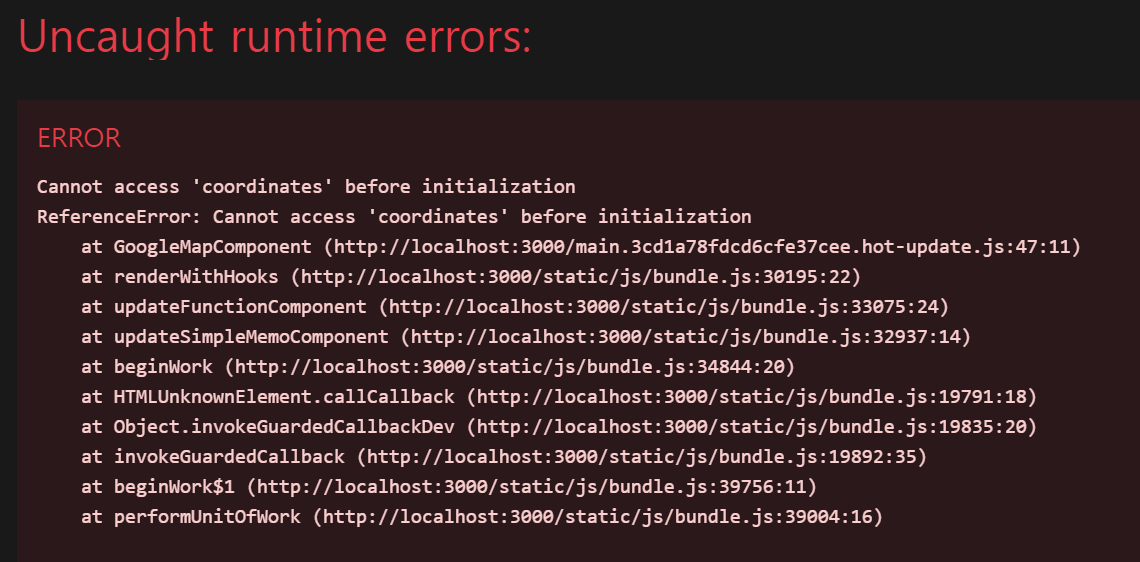 Uncaught runtime errors:
ERROR
Cannot access 'coordinates' before initialization
ReferenceError: Cannot access 'coordinates' before initialization
at GoogleMapComponent (http://localhost:3000/main.3cd1a78fdcd6cfe37cee.hot-update.js:47:11)
at renderWithHooks (http://localhost:3000/static/js/bundle.js:30195:22)
at updateFunctionComponent (http://localhost:3000/static/js/bundle.js:33075:24)
at updateSimpleMemoComponent (http://localhost:3000/static/js/bundle.js:32937:14)
at beginWork (http://localhost:3000/static/js/bundle.js:34844:20)
at HTMLUnknownElement.callCallback (http://localhost:3000/static/js/bundle.js:19791:18)
at Object.invokeGuardedCallbackDev (http://localhost:3000/static/js/bundle.js:19835:20)
at invokeGuardedCallback (http://localhost:3000/static/js/bundle.js:19892:35)
at beginWork$1 (http://localhost:3000/static/js/bundle.js:39756:11)
at performUnitOfWork (http://localhost:3000/static/js/bundle.js:39004:16)